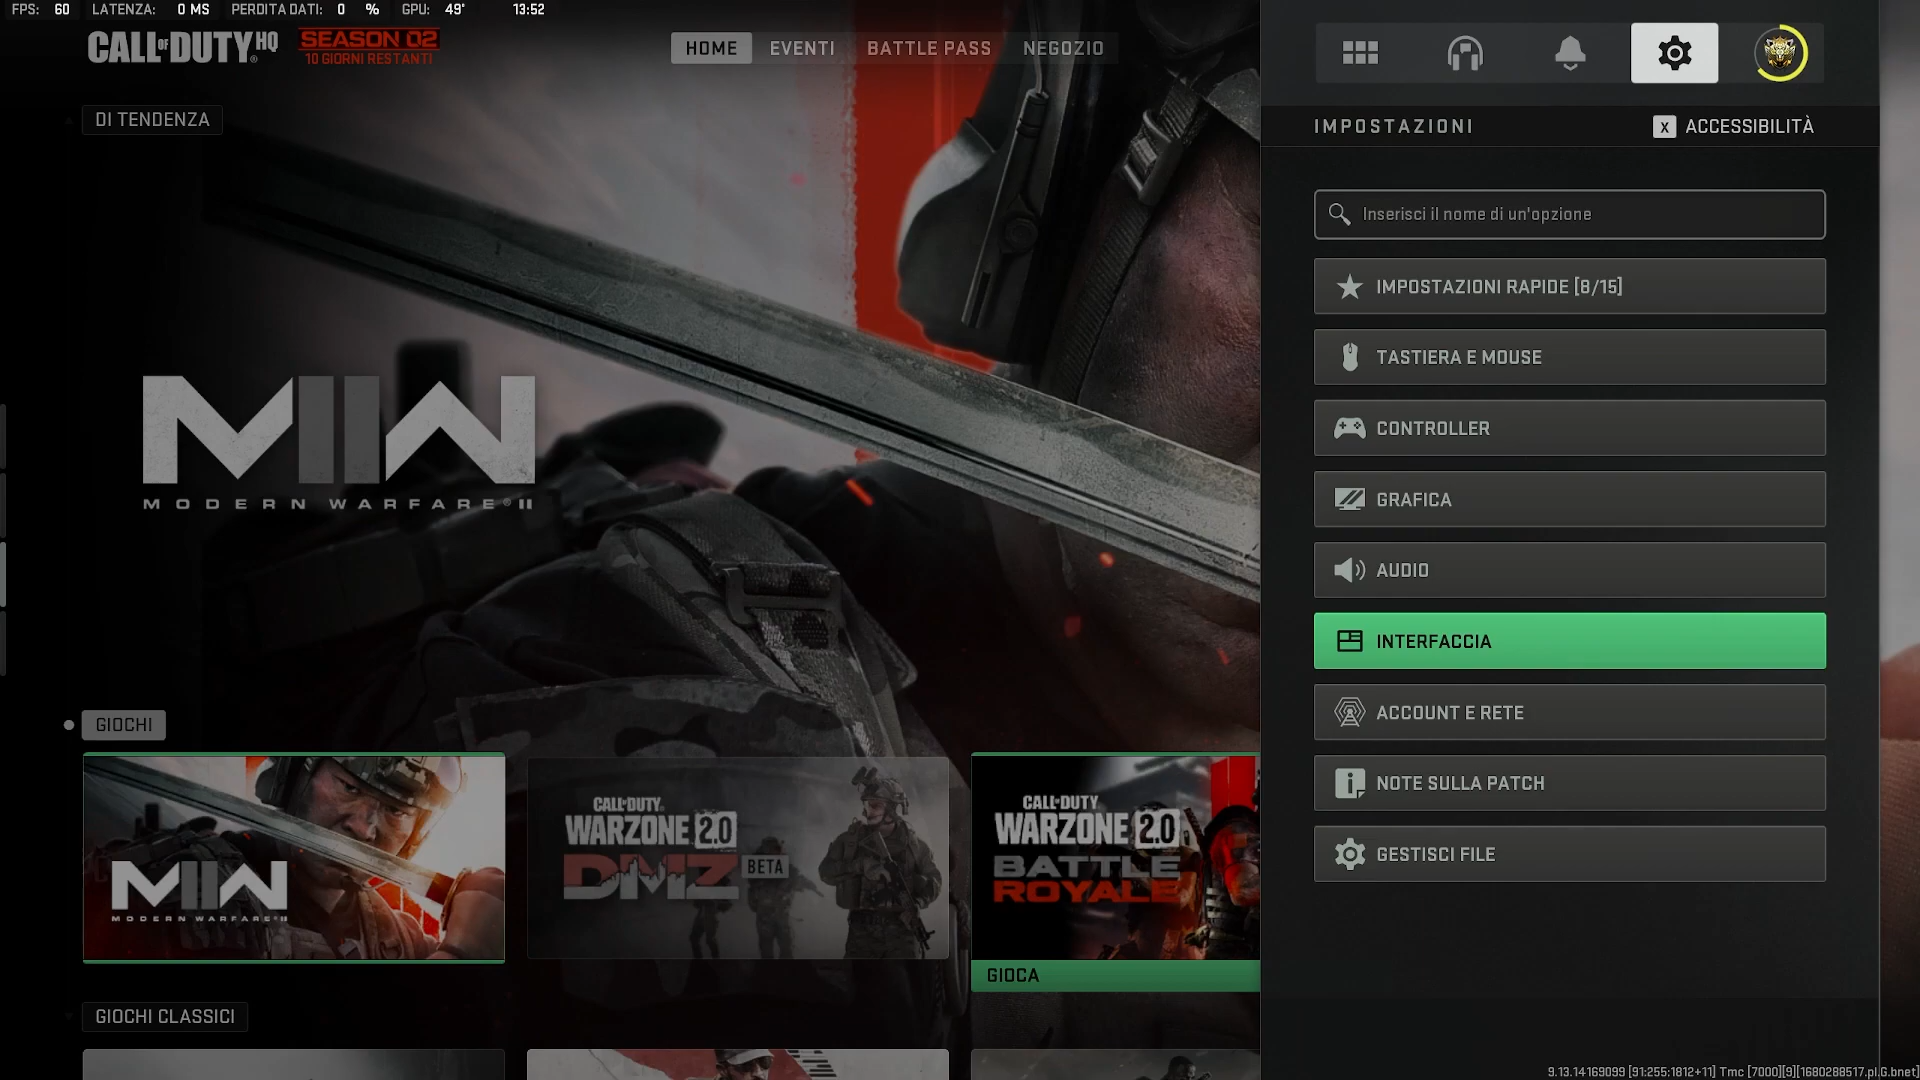 FPS: 60 LATENZA: 0 MS PERDITA DATI: 0 % GPU: 49° 13:52
CALL OF DUTY HQ
SEASON 02
10 GIORNI RESTANTI
HOME EVENTI BATTLE PASS NEGOZIO
DI TENDENZA
MWII
MODERN WARFARE® II
GIOCHI
MWII
MODERN WARFARE II
CALL OF DUTY
WARZONE 2.0
DMZ BETA
CALL OF DUTY
WARZONE 2.0
BATTLE
ROYALE
GIOCA
GIOCHI CLASSICI
IMPOSTAZIONI X ACCESSIBILITÀ
Inserisci il nome di un'opzione
IMPOSTAZIONI RAPIDE [8/15]
TASTIERA E MOUSE
CONTROLLER
GRAFICA
AUDIO
INTERFACCIA
ACCOUNT E RETE
NOTE SULLA PATCH
GESTISCI FILE
9.13.14169099 [91:255:1812+11] Tmc [7000][9][1680288517.pl.G.bnet]